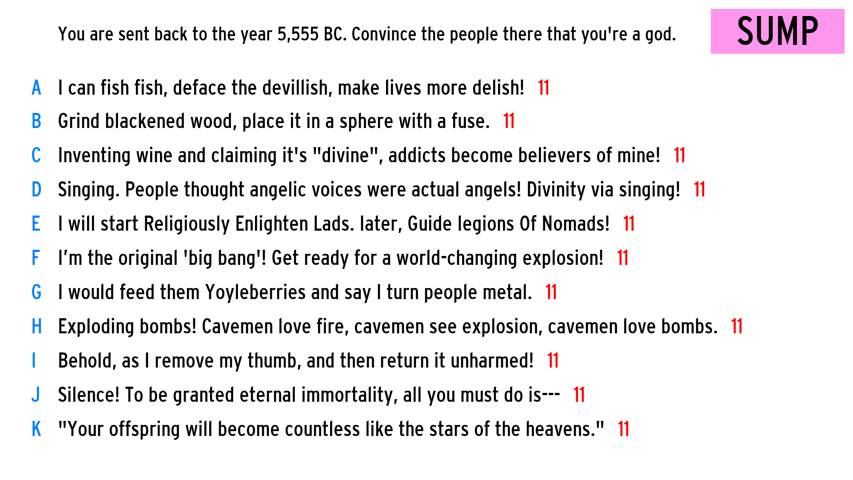 You are sent back to the year 5,555 BC. Convince the people there that you're a god.
SUMP
A I can fish fish, deface the devillish, make lives more delish! 11
B Grind blackened wood, place it in a sphere with a fuse. 11
C Inventing wine and claiming it's "divine", addicts become believers of mine! 11
D Singing. People thought angelic voices were actual angels! Divinity via singing! 11
E I will start Religiously Enlighten Lads. later, Guide legions Of Nomads! 11
F I'm the original 'big bang'! Get ready for a world-changing explosion! 11
G I would feed them Yoyleberries and say I turn people metal. 11
H Exploding bombs! Cavemen love fire, cavemen see explosion, cavemen love bombs. 11
I Behold, as I remove my thumb, and then return it unharmed! 11
J Silence! To be granted eternal immortality, all you must do is--- 11
K "Your offspring will become countless like the stars of the heavens." 11